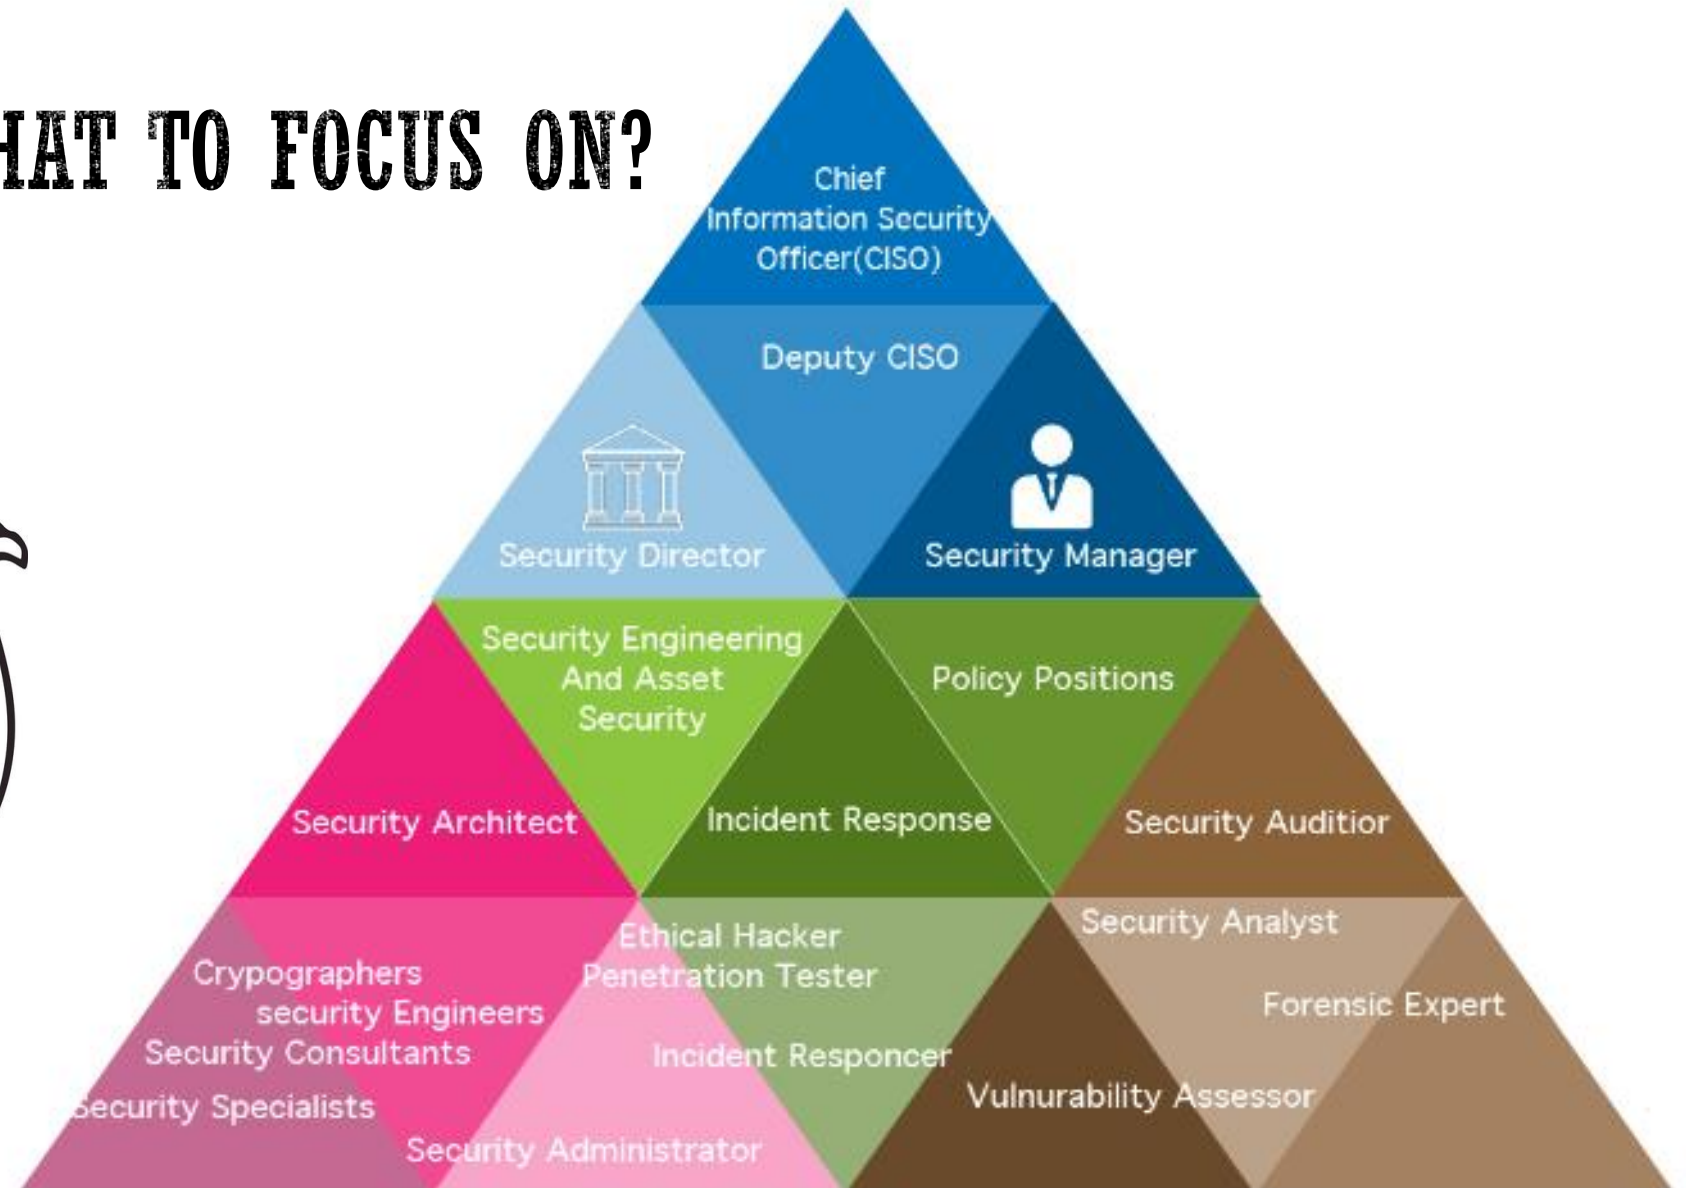 HAT TO FOCUS ON?
Chief
Information Security
Officer(CISO)
Deputy CISO
Security Director
Security Manager
Security Engineering
And Asset
Security
Policy Positions
Security Architect
Incident Response
Security Auditior
Ethical Hacker
Penetration Tester
Security Analyst
Crypographers
security Engineers
Security Consultants
Security Specialists
Forensic Expert
Incident Responcer
Vulnurability Assessor
Security Administrator